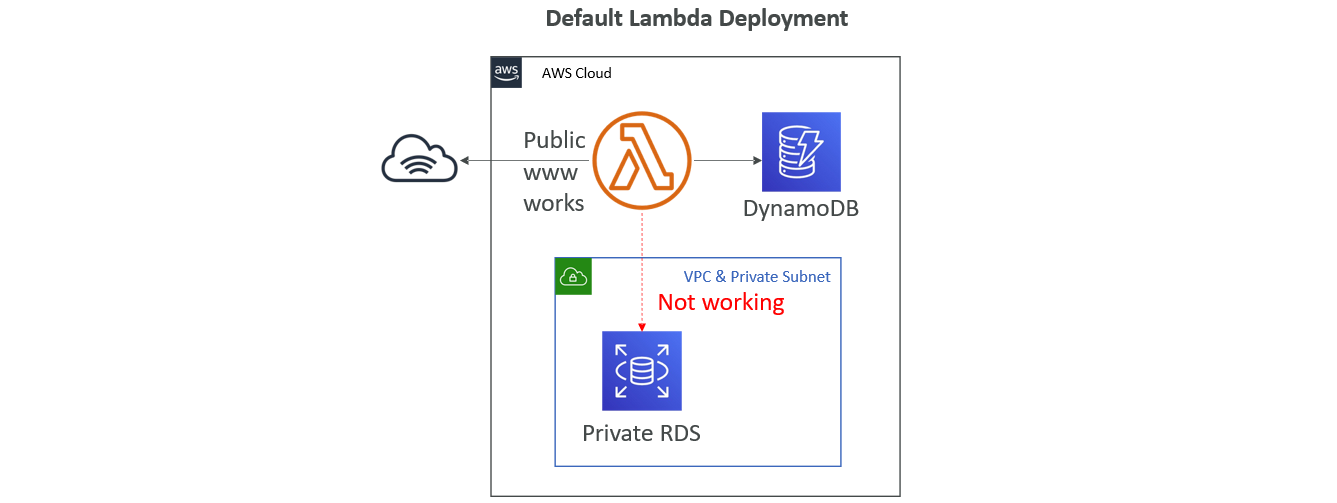 Default Lambda Deployment
aws
AWS Cloud
Public
www
works
DynamoDB
VPC & Private Subnet
Not working
Private RDS